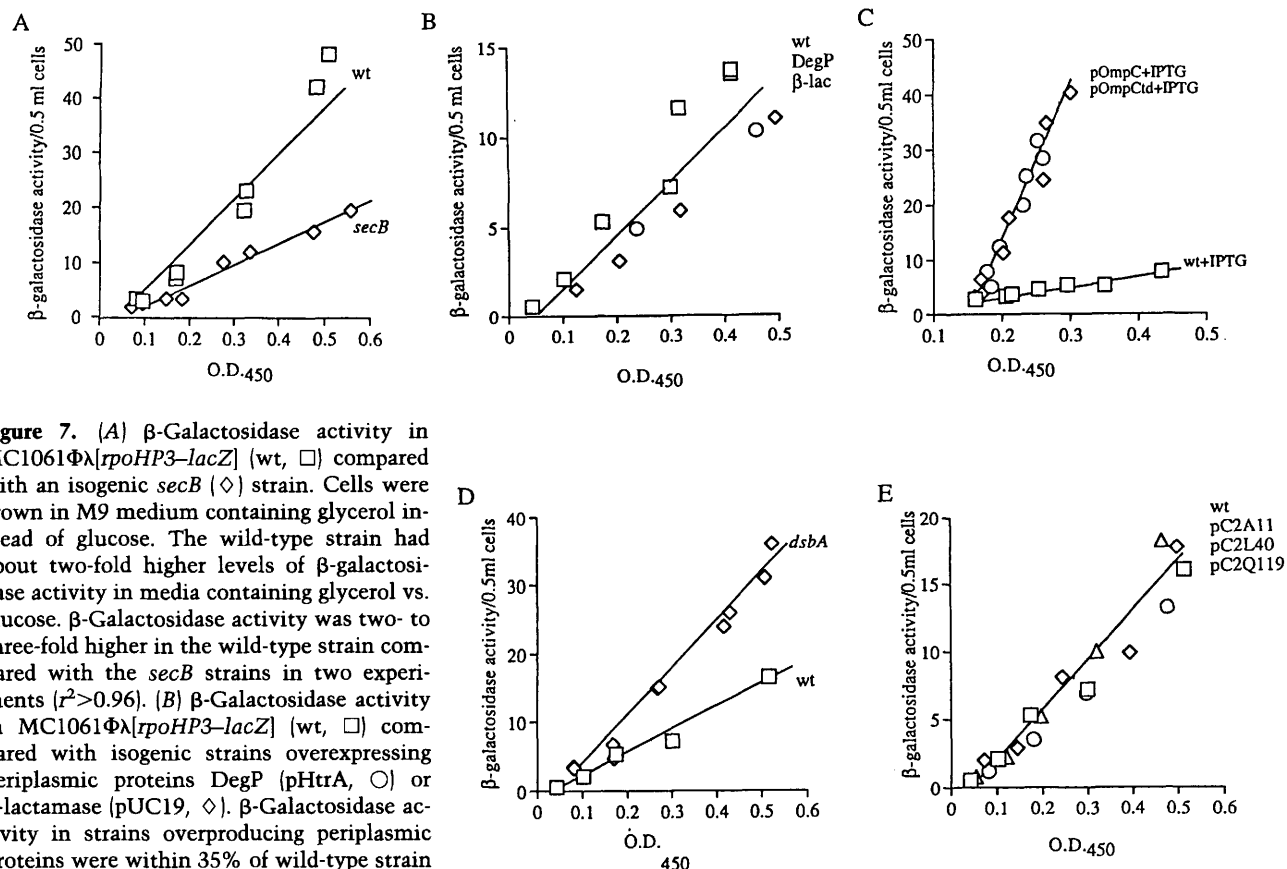 A
β-galactosidase activity/0.5 ml cells
50
40
30
20
10
0
wt
secB
0 0.1 0.2 0.3 0.4 0.5 0.6
O.D.450
B
β-galactosidase activity/0.5 ml cells
15
10
5
0
wt
DegP
β-lac
0 0.1 0.2 0.3 0.4 0.5
O.D.450
C
β-galactosidase activity/0.5ml cells
50
40
30
20
10
0
pOmpC+IPTG
pOmpCtd+IPTG
wt+IPTG
0.1 0.2 0.3 0.4 0.5
O.D.450
gure 7. (A) β-Galactosidase activity in
MC1061Φλ[rpoHP3–lacZ] (wt, □) compared
ith an isogenic secB (◇) strain. Cells were
rown in M9 medium containing glycerol in-
ead of glucose. The wild-type strain had
bout two-fold higher levels of β-galactosi-
ase activity in media containing glycerol vs.
lucose. β-Galactosidase activity was two- to
hree-fold higher in the wild-type strain com-
ared with the secB strains in two experi-
ents (r²>0.96). (B) β-Galactosidase activity
MC1061Φλ[rpoHP3–lacZ] (wt, □) com-
ared with isogenic strains overexpressing
eriplasmic proteins DegP (pHtrA, ○) or
-lactamase (pUC19, ◇). β-Galactosidase ac-
vity in strains overproducing periplasmic
roteins were within 35% of wild-type strain
D
β-galactosidase activity/0.5ml cells
40
30
20
10
0
dsbA
wt
0 0.1 0.2 0.3 0.4 0.5 0.6
O.D.
450
E
β-galactosidase activity/0.5ml cells
20
15
10
5
0
wt
pC2A11
pC2L40
pC2Q119
0 0.1 0.2 0.3 0.4 0.5 0.6
O.D.450